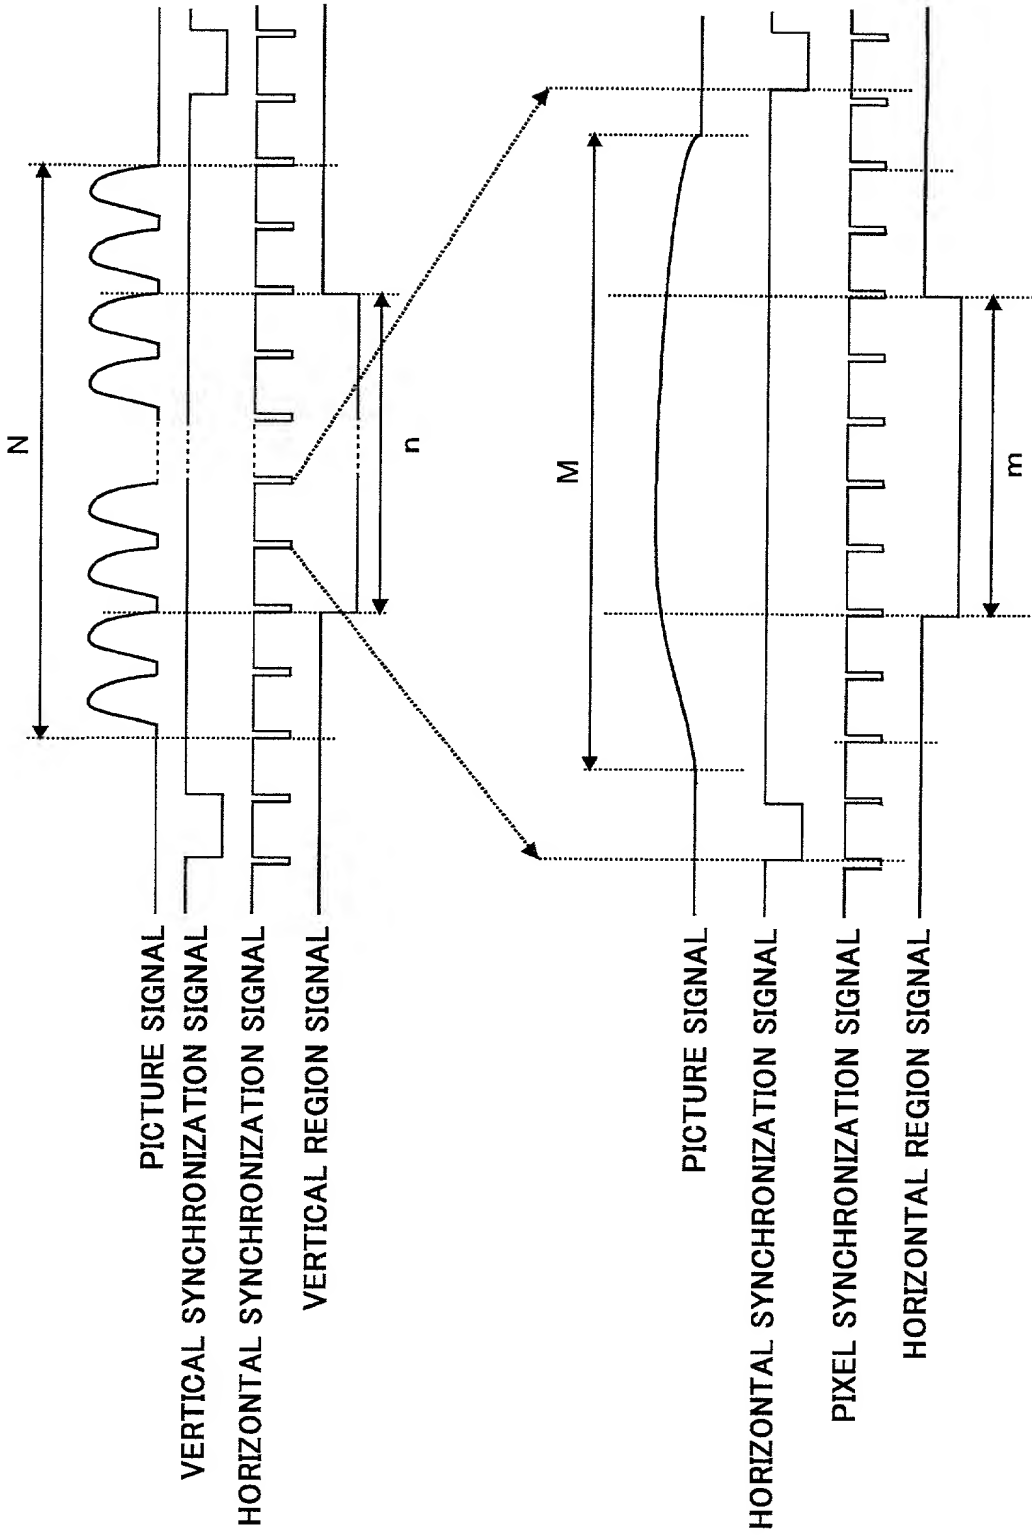 N
PICTURE SIGNAL
VERTICAL SYNCHRONIZATION SIGNAL
HORIZONTAL SYNCHRONIZATION SIGNAL
VERTICAL REGION SIGNAL
n
M
PICTURE SIGNAL
HORIZONTAL SYNCHRONIZATION SIGNAL
PIXEL SYNCHRONIZATION SIGNAL
HORIZONTAL REGION SIGNAL
m